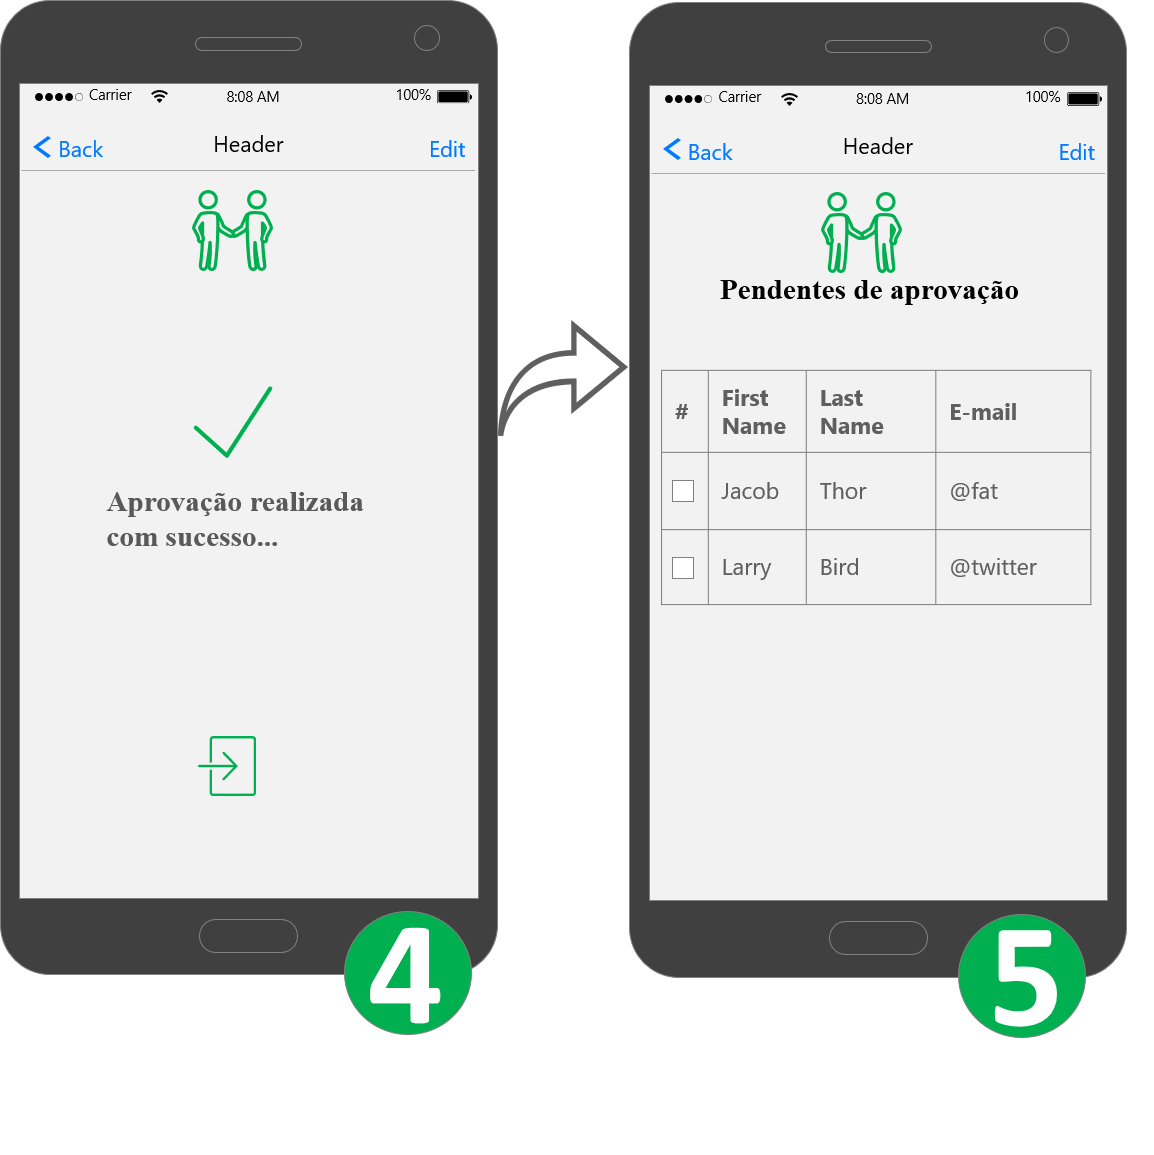 Carrier 8:08 AM 100%
Back Header Edit
Aprovação realizada
com sucesso...
4
Carrier 8:08 AM 100%
Back Header Edit
Pendentes de aprovação
# First Name Last Name E-mail
Jacob Thor @fat
Larry Bird @twitter
5